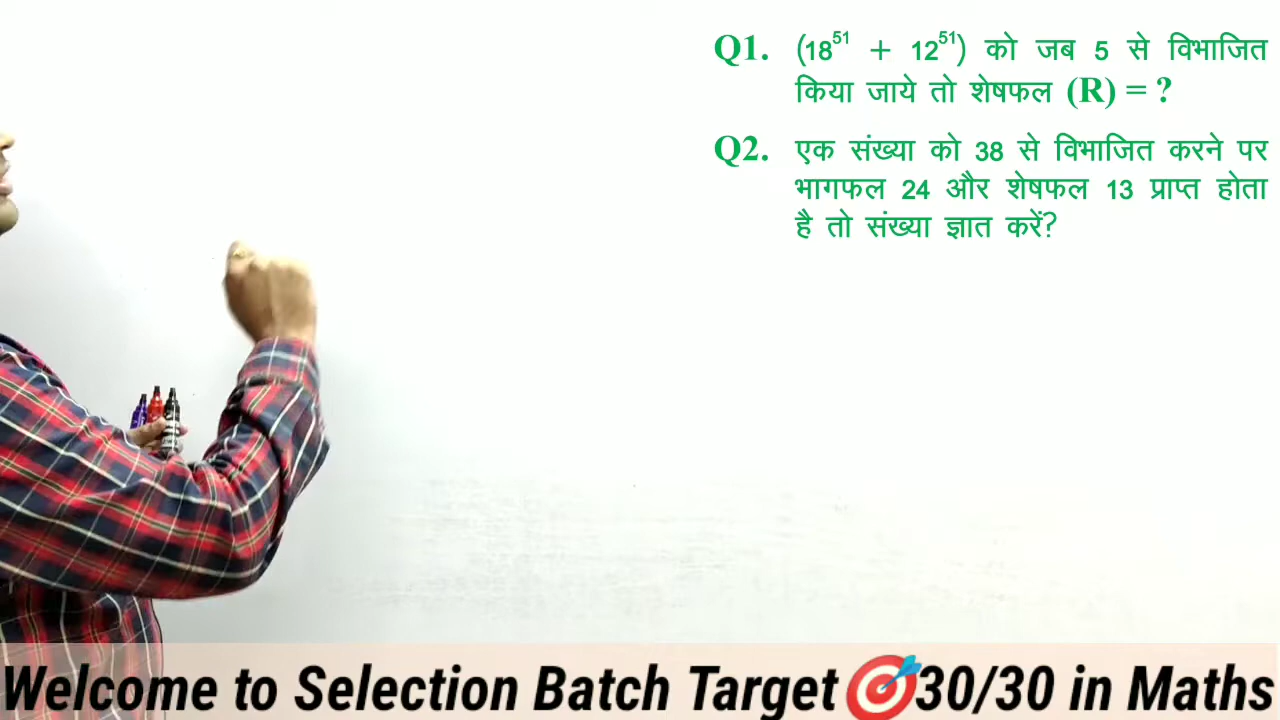 Q1. (18⁵¹ + 12⁵¹) को जब 5 से विभाजित
किया जाये तो शेषफल (R) = ?
Q2. एक संख्या को 38 से विभाजित करने पर
भागफल 24 और शेषफल 13 प्राप्त होता
है तो संख्या ज्ञात करें?
Welcome to Selection Batch Target 🎯30/30 in Maths